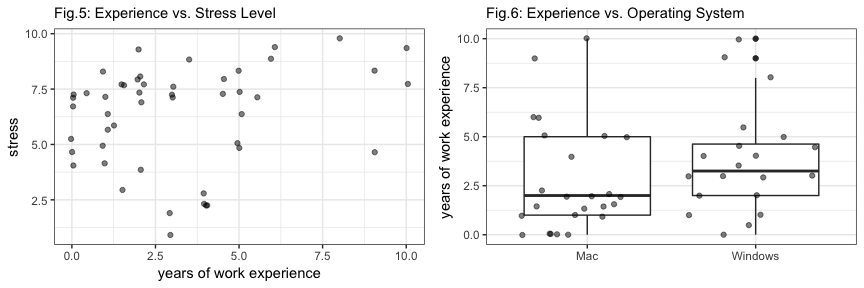 Fig.5: Experience vs. Stress Level
10.0
7.5
5.0
2.5
stress
0.0
2.5
5.0
7.5
10.0
years of work experience
Fig.6: Experience vs. Operating System
10.0
7.5
5.0
2.5
0.0
years of work experience
Mac
Windows